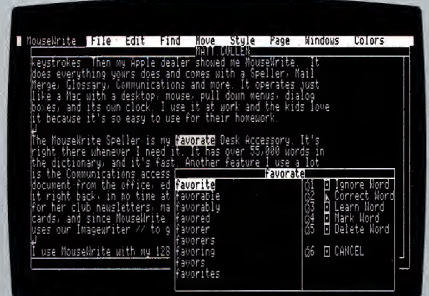 MouseWrite File Edit Find Move Style Page Windows Colors
MATT.CULLEN
keystrokes Then my Apple dealer showed me MouseWrite. It
does everything yours does and comes with a Speller, Mail
Merge, Glossary, Communications and more. It operates just
like a Mac with a desktop, mouse, pull down menus, dialog
boxes, and its own clock. I use it at work and the kids love
it because it's so easy to use for their homework.
The MouseWrite Speller is my favorate Desk Accessory. It's
right there whenever I need it. It has over 55,000 words in
the dictionary, and it's fast. Another feature I use a lot
is the Communications access
document from the office, ed
it right back, in no time at
for her club newsletters, ma
cards, and since MouseWrite
uses our Imagewriter // to g
I use MouseWrite with my 128
favorate
favorite
favorable
favorably
favored
favorer
favorers
favoring
favors
favorites
Q1 Ignore Word
Q2 Correct Word
Q3 Learn Word
Q4 Mark Word
Q5 Delete Word
Q6 CANCEL